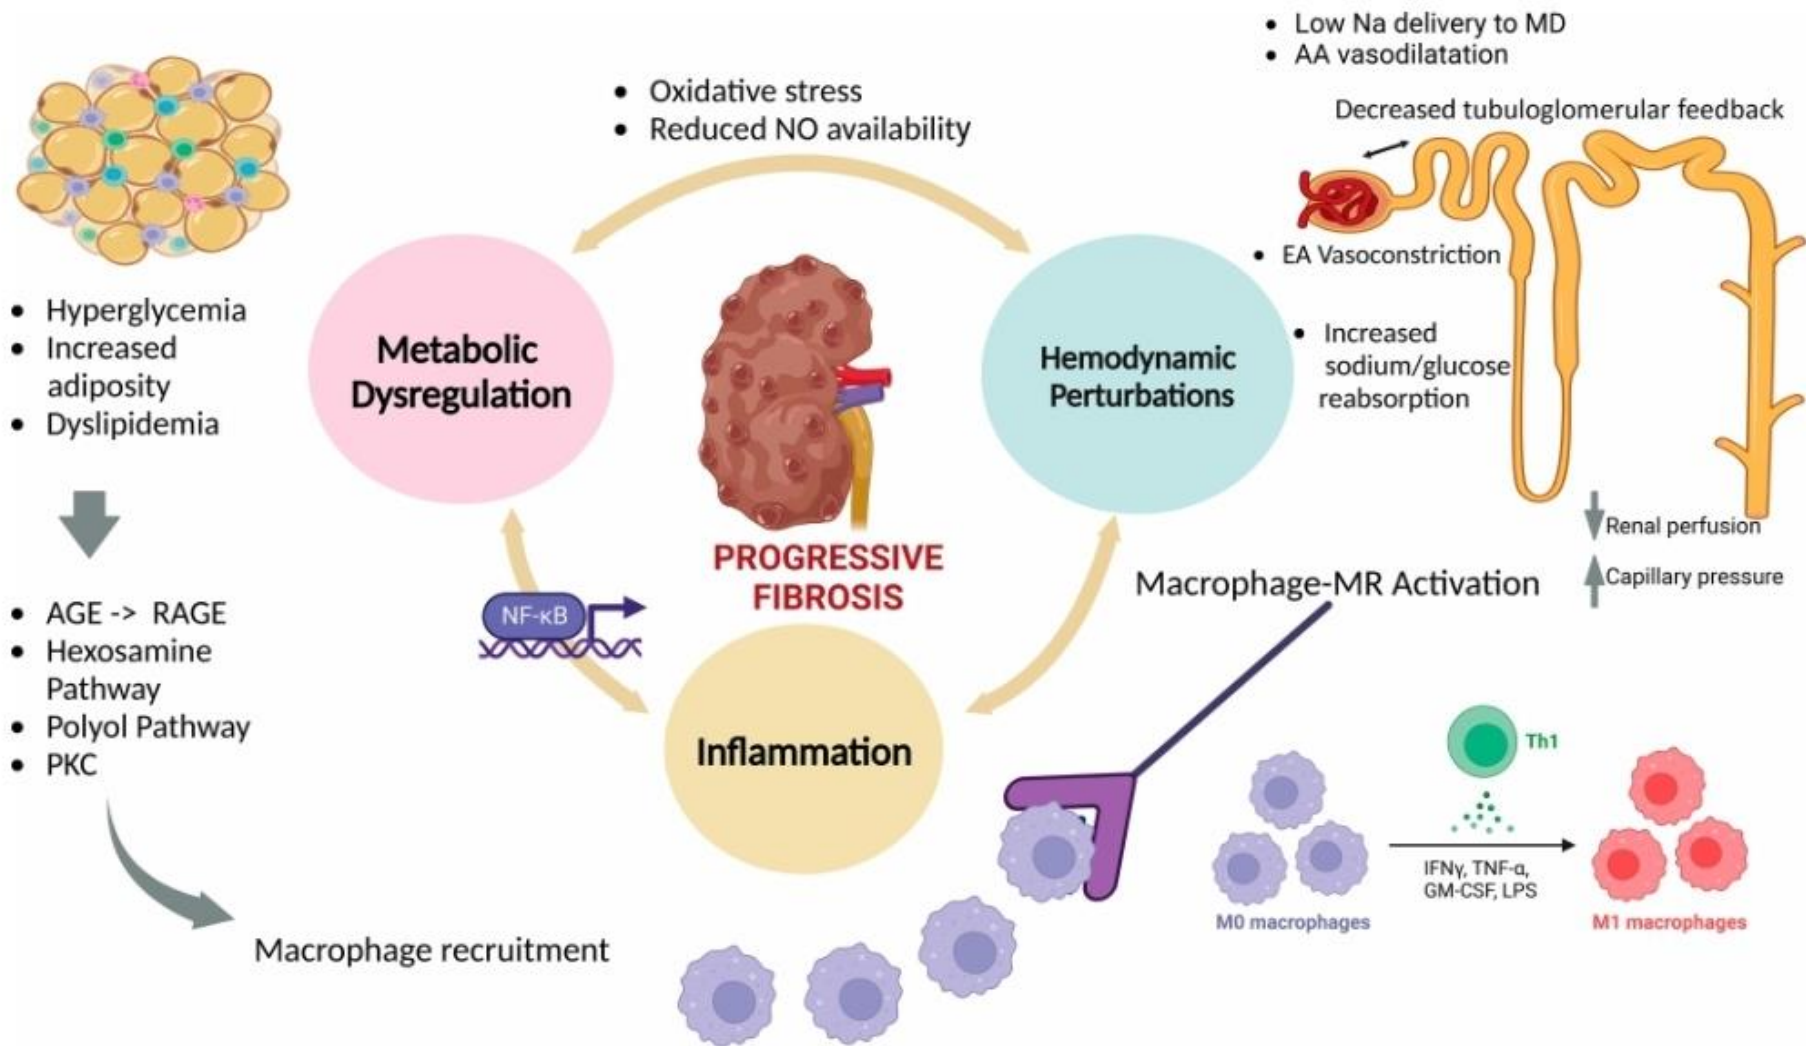 • Low Na delivery to MD
• AA vasodilatation
Decreased tubuloglomerular feedback
• EA Vasoconstriction
• Increased
sodium/glucose
reabsorption
Renal perfusion
Capillary pressure
• Oxidative stress
• Reduced NO availability
• Hyperglycemia
• Increased
adiposity
• Dyslipidemia
Metabolic
Dysregulation
Hemodynamic
Perturbations
PROGRESSIVE
FIBROSIS
NF-κB
Inflammation
• AGE -> RAGE
• Hexosamine
Pathway
• Polyol Pathway
• PKC
Macrophage recruitment
Macrophage-MR Activation
Th1
IFNγ, TNF-α,
GM-CSF, LPS
M0 macrophages
M1 macrophages